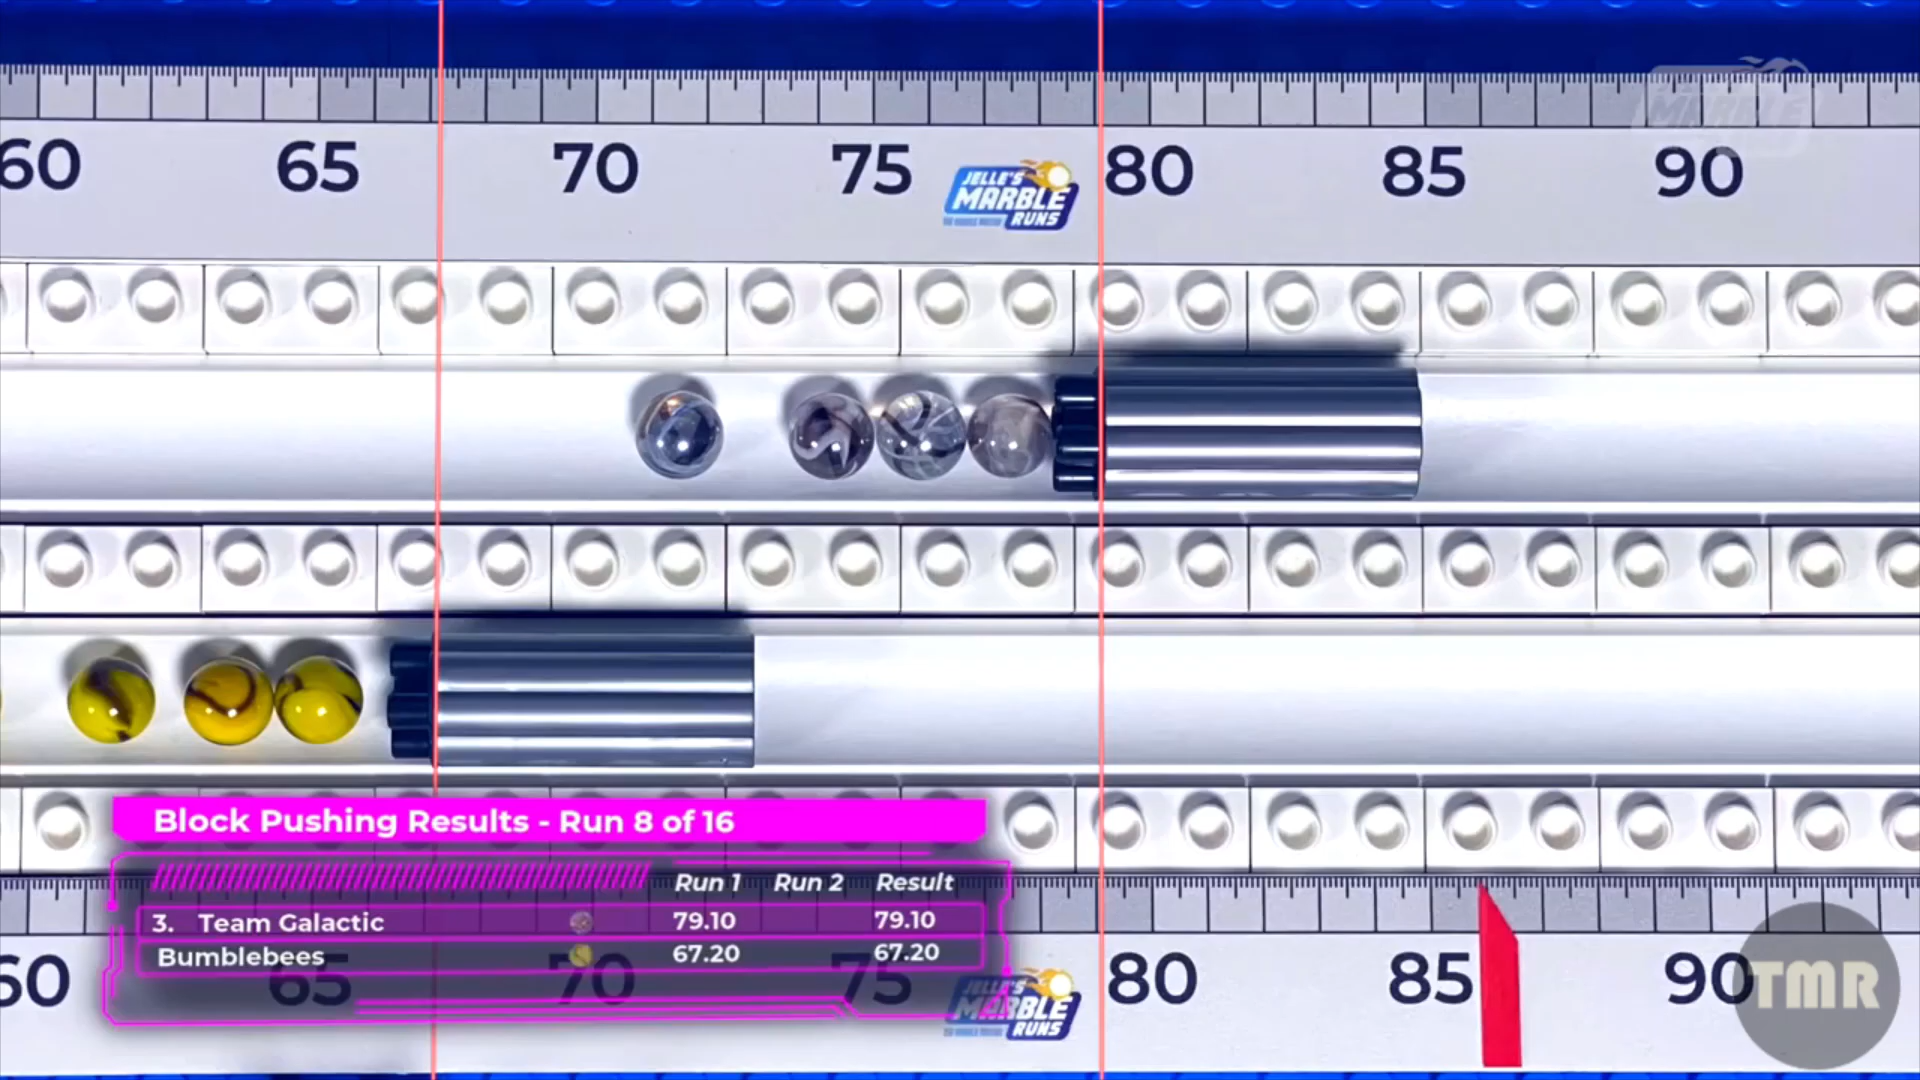 60 65 70 75 80 85 90
JELLE'S
MARBLE
RUNS
MARBLE
Block Pushing Results - Run 8 of 16
Run 1 Run 2 Result
3. Team Galactic 79.10 79.10
Bumblebees 67.20 67.20
60 65 70 75 80 85 90
JELLE'S
MARBLE
RUNS
TMR